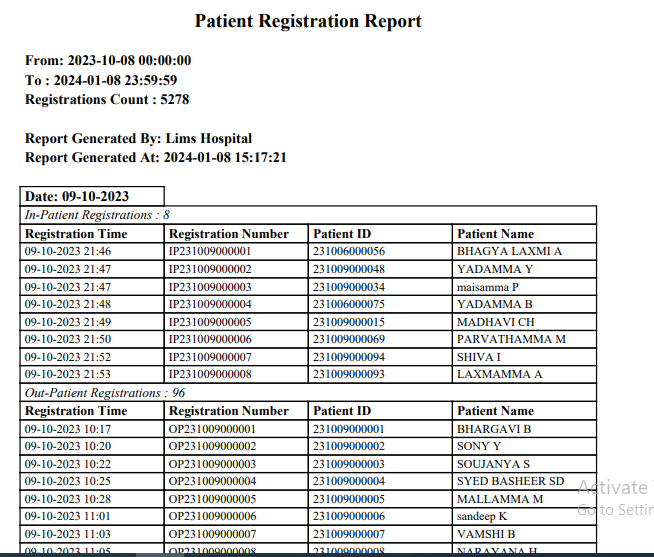 Patient Registration Report
From: 2023-10-08 00:00:00
To : 2024-01-08 23:59:59
Registrations Count : 5278
Report Generated By: Lims Hospital
Report Generated At: 2024-01-08 15:17:21
Date: 09-10-2023
In-Patient Registrations : 8
Registration Time Registration Number Patient ID Patient Name
09-10-2023 21:46 IP231009000001 231006000056 BHAGYA LAXMI A
09-10-2023 21:47 IP231009000002 231009000048 YADAMMA Y
09-10-2023 21:47 IP231009000003 231009000034 maisamma P
09-10-2023 21:48 IP231009000004 231006000075 YADAMMA B
09-10-2023 21:49 IP231009000005 231009000015 MADHAVI CH
09-10-2023 21:50 IP231009000006 231009000069 PARVATHAMMA M
09-10-2023 21:52 IP231009000007 231009000094 SHIVA I
09-10-2023 21:53 IP231009000008 231009000093 LAXMAMMA A
Out-Patient Registrations : 96
Registration Time Registration Number Patient ID Patient Name
09-10-2023 10:17 OP231009000001 231009000001 BHARGAVI B
09-10-2023 10:20 OP231009000002 231009000002 SONY Y
09-10-2023 10:22 OP231009000003 231009000003 SOUJANYA S
09-10-2023 10:25 OP231009000004 231009000004 SYED BASHEER SD
Activate
09-10-2023 10:28 OP231009000005 231009000005 MALLAMMA M
Go to Settin
09-10-2023 11:01 OP231009000006 231009000006 sandeep K
09-10-2023 11:03 OP231009000007 231009000007 VAMSHI B
09-10-2023 11:05 OP231009000008 231009000008 NARAYANA H